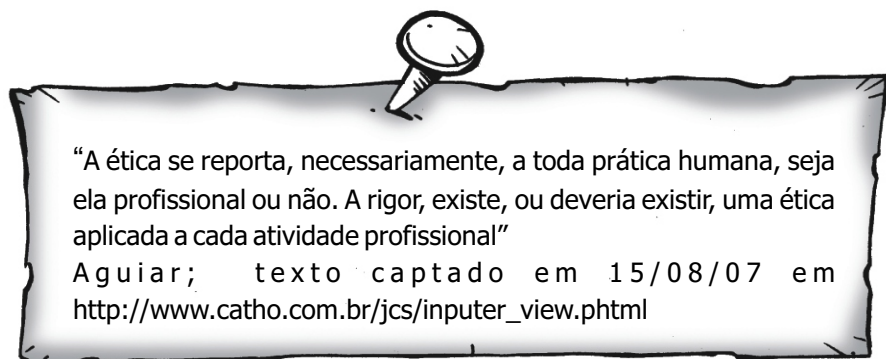 “A ética se reporta, necessariamente, a toda prática humana, seja
ela profissional ou não. A rigor, existe, ou deveria existir, uma ética
aplicada a cada atividade profissional”
Aguiar; texto captado em 15/08/07 em
http://www.catho.com.br/jcs/inputer_view.phtml